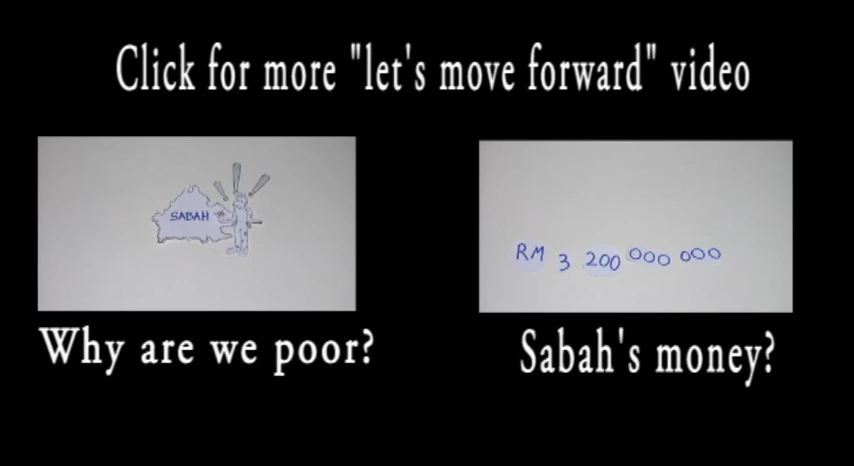 Click for more "let's move forward" video
SABAH
RM 3 200 000 000
Why are we poor?
Sabah's money?